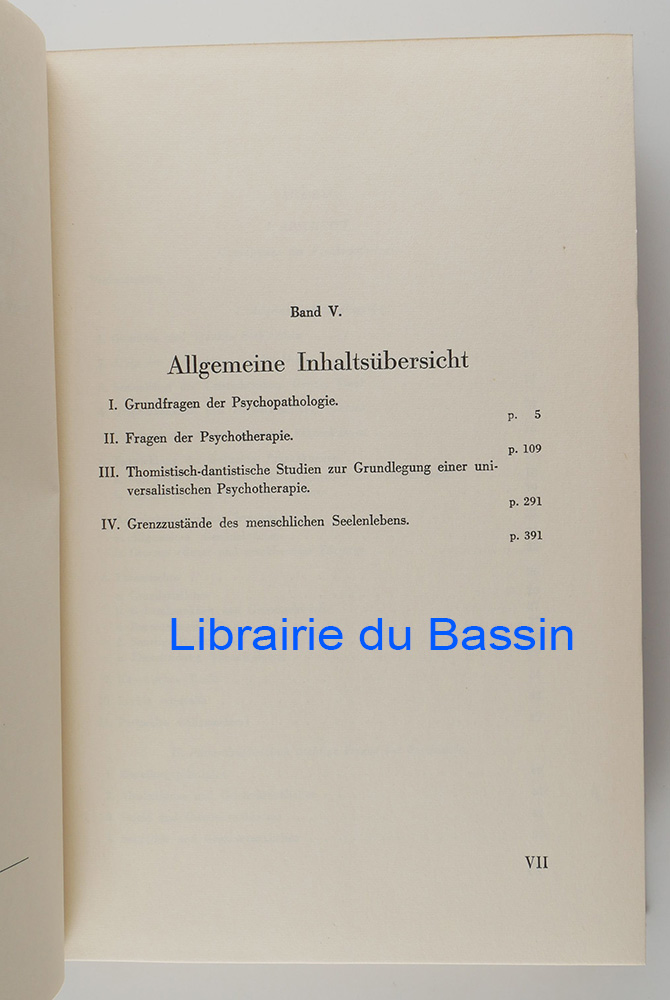 Band V.
Allgemeine Inhaltsübersicht
I. Grundfragen der Psychopathologie.
p. 5
II. Fragen der Psychotherapie.
p. 109
III. Thomistisch-dantistische Studien zur Grundlegung einer uni-
versalistischen Psychotherapie.
p. 291
IV. Grenzzustände des menschlichen Seelenlebens.
p. 391
Librairie du Bassin
VII